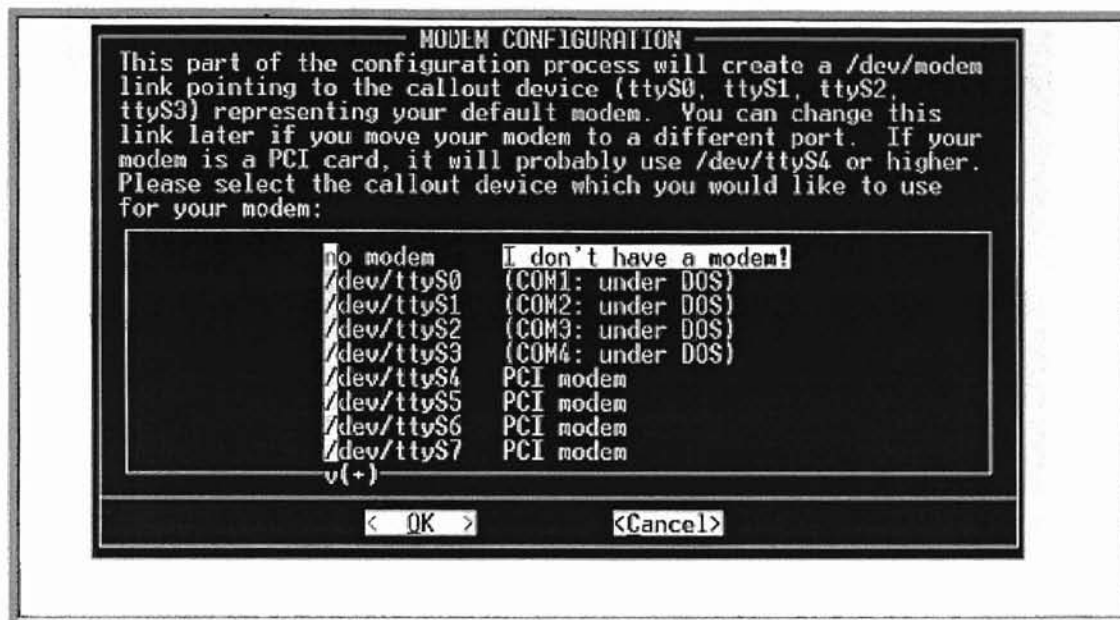 MODEM CONFIGURATION
This part of the configuration process will create a /dev/modem
link pointing to the callout device (ttyS0, ttyS1, ttyS2,
ttyS3) representing your default modem. You can change this
link later if you move your modem to a different port. If your
modem is a PCI card, it will probably use /dev/ttyS4 or higher.
Please select the callout device which you would like to use
for your modem:
no modem I don't have a modem!
/dev/ttyS0 (COM1: under DOS)
/dev/ttyS1 (COM2: under DOS)
/dev/ttyS2 (COM3: under DOS)
/dev/ttyS3 (COM4: under DOS)
/dev/ttyS4 PCI modem
/dev/ttyS5 PCI modem
/dev/ttyS6 PCI modem
/dev/ttyS7 PCI modem
v(+)
< OK > <Cancel>